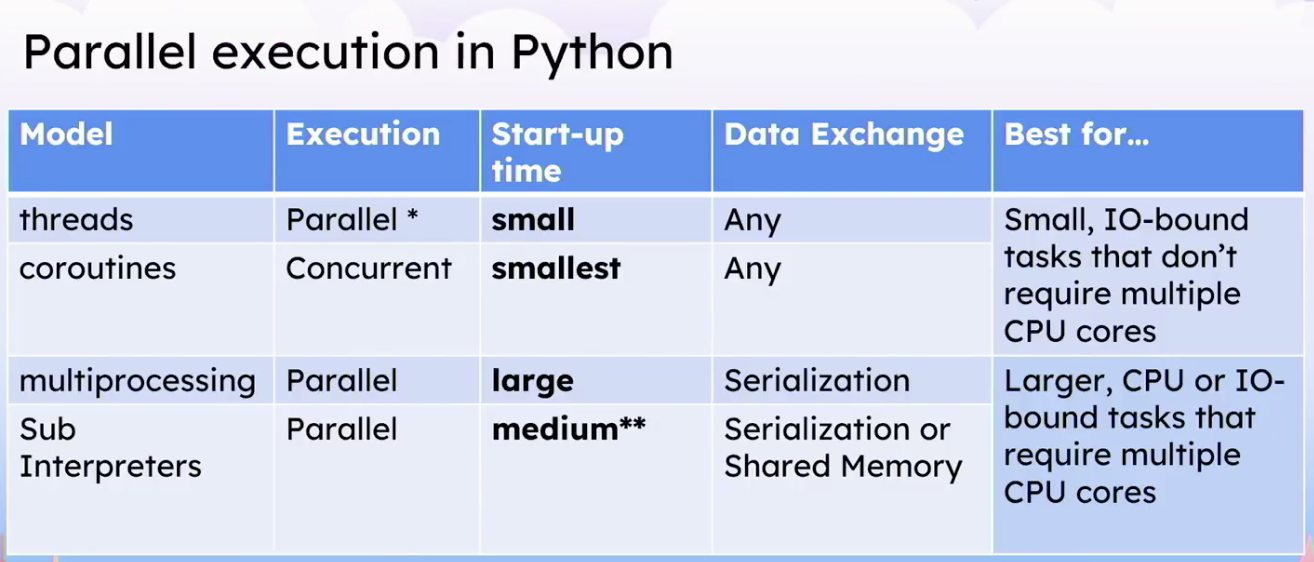 Parallel execution in Python
Model
Execution
Start-up
time
Data Exchange
Best for...
threads
Parallel *
small
Any
Small, IO-bound
tasks that don’t
require multiple
CPU cores
coroutines
Concurrent
smallest
Any
multiprocessing
Parallel
large
Serialization
Larger, CPU or IO-
bound tasks that
require multiple
CPU cores
Sub
Interpreters
Parallel
medium**
Serialization or
Shared Memory